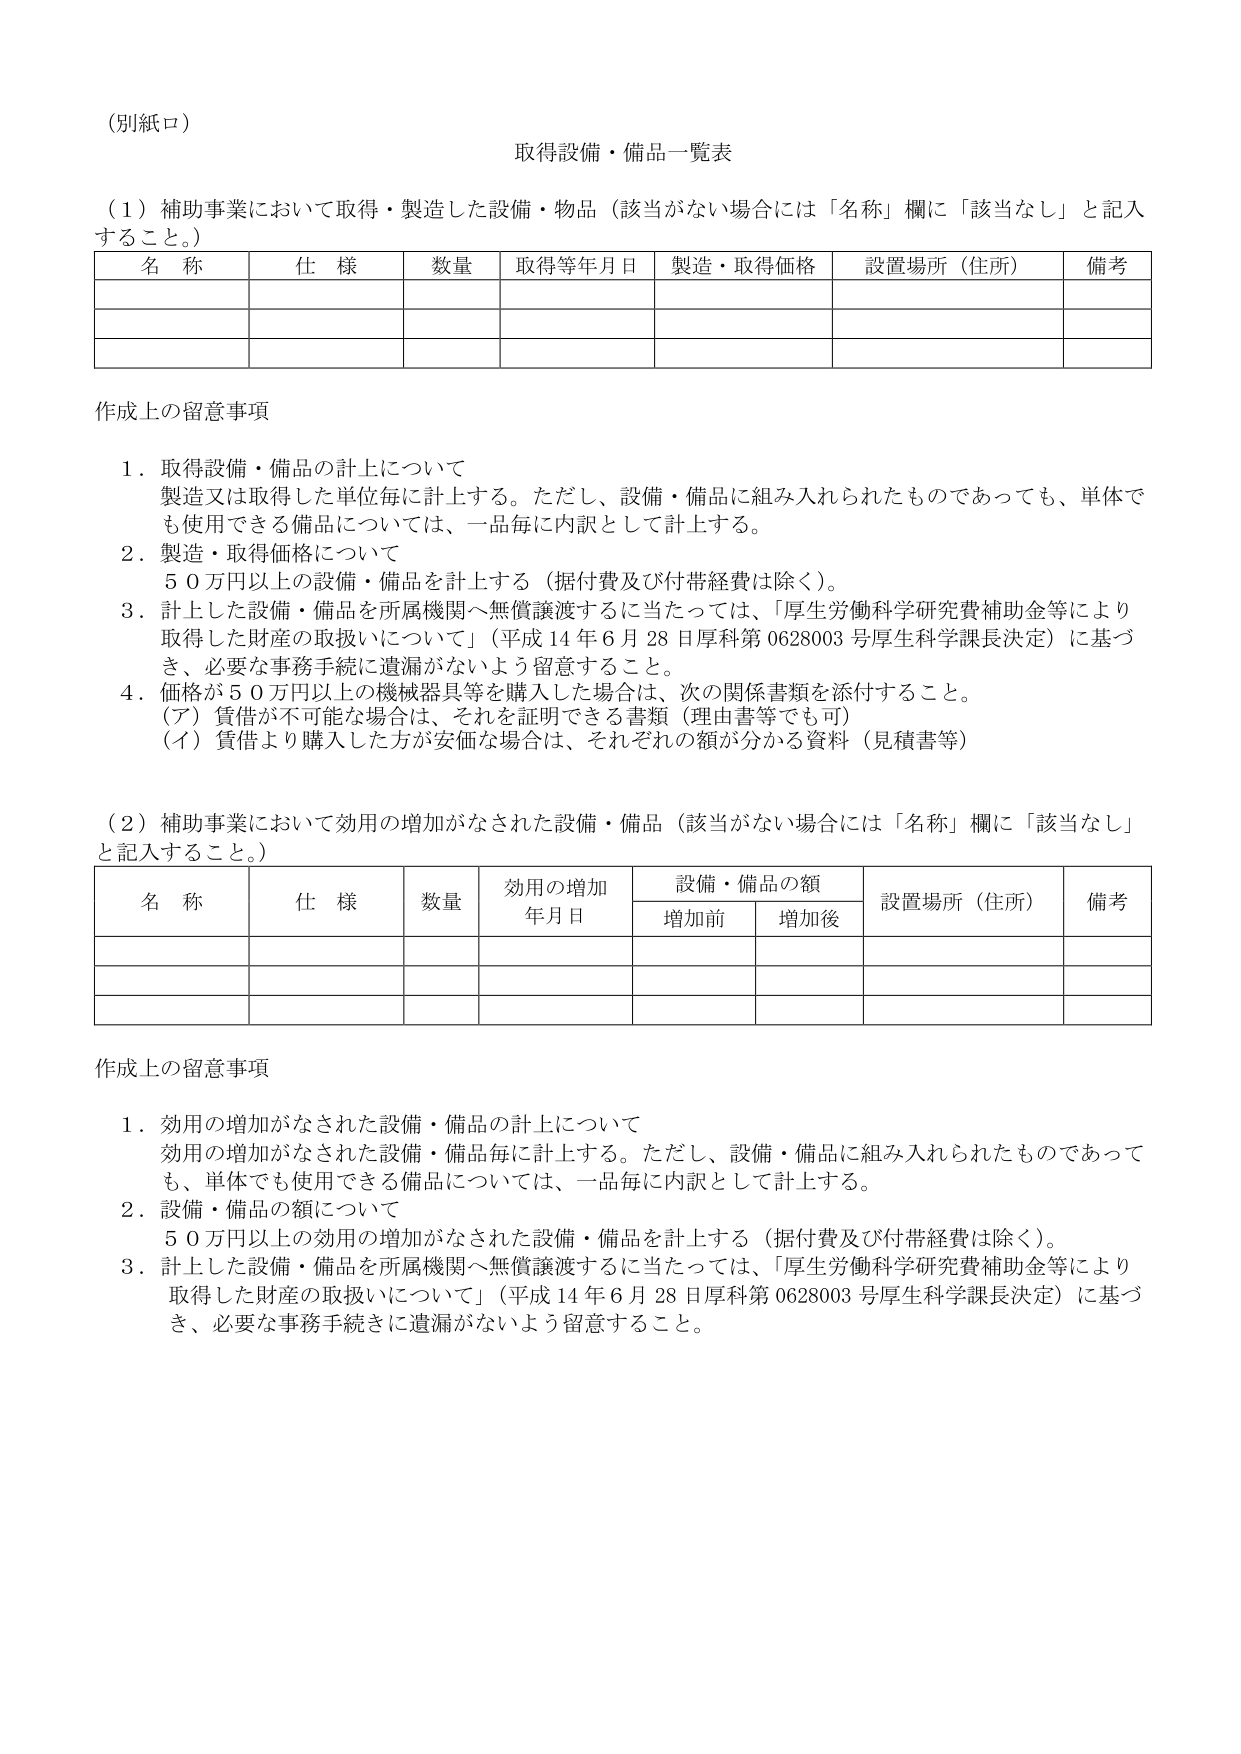 （別紙ロ）
取得設備・備品一覧表
（１）補助事業において取得・製造した設備・物品（該当がない場合には「名称」欄に「該当なし」と記入
すること。）
名　称　仕　様　数量　取得等年月日　製造・取得価格　設置場所（住所）　備考
作成上の留意事項
１．取得設備・備品の計上について
製造又は取得した単位毎に計上する。ただし、設備・備品に組み入れられたものであっても、単体で
も使用できる備品については、一品毎に内訳として計上する。
２．製造・取得価格について
５０万円以上の設備・備品を計上する（据付費及び付帯経費は除く）。
３．計上した設備・備品を所属機関へ無償譲渡するに当たっては、「厚生労働科学研究費補助金等により
取得した財産の取扱いについて」（平成 14 年６月 28 日厚科第 0628003 号厚生科学課長決定）に基づ
き、必要な事務手続に遺漏がないよう留意すること。
４．価格が５０万円以上の機械器具等を購入した場合は、次の関係書類を添付すること。
（ア）賃借が不可能な場合は、それを証明できる書類（理由書等でも可）
（イ）賃借より購入した方が安価な場合は、それぞれの額が分かる資料（見積書等）
（２）補助事業において効用の増加がなされた設備・備品（該当がない場合には「名称」欄に「該当なし」
と記入すること。）
名　称　仕　様　数量　効用の増加　設備・備品の額　設置場所（住所）　備考
年月日　増加前　増加後
作成上の留意事項
１．効用の増加がなされた設備・備品の計上について
効用の増加がなされた設備・備品毎に計上する。ただし、設備・備品に組み入れられたものであって
も、単体でも使用できる備品については、一品毎に内訳として計上する。
２．設備・備品の額について
５０万円以上の効用の増加がなされた設備・備品を計上する（据付費及び付帯経費は除く）。
３．計上した設備・備品を所属機関へ無償譲渡するに当たっては、「厚生労働科学研究費補助金等により
取得した財産の取扱いについて」（平成 14 年６月 28 日厚科第 0628003 号厚生科学課長決定）に基づ
き、必要な事務手続きに遺漏がないよう留意すること。